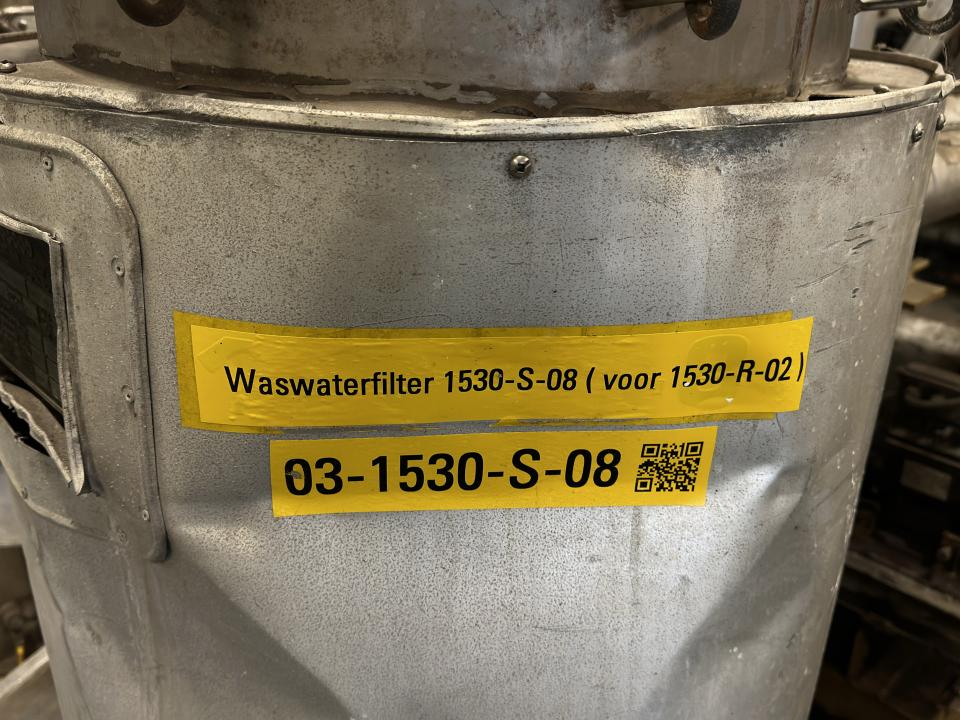 Waswaterfilter 1530-S-08 ( voor 1530-R-02 )
03-1530-S-08